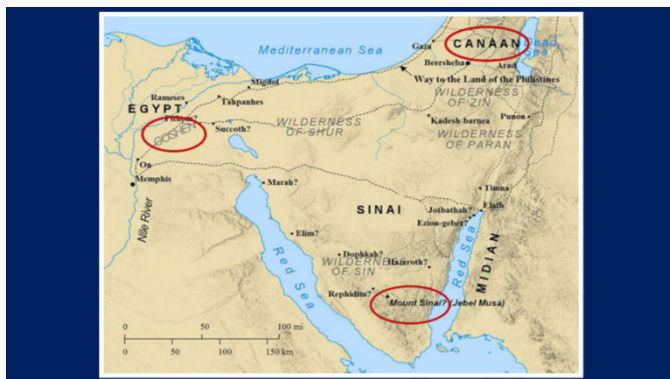 Mediterranean Sea
Gaza
CANAAN
Dead
Sea
Beersheba
Arad
Way to the Land of the Philistines
WILDERNESS
OF ZIN
Migdol
Rameses
Tahpanhes
EGYPT
Pithom?
GOSHEN
Succoth?
WILDERNESS
OF SHUR
Kadesh-barnea
Punon
WILDERNESS
OF PARAN
On
Memphis
Marah?
Timna
SINAI
Jotbathah?
Elath
Ezion-geber?
Nile River
Elim?
Dophkah?
WILDERNESS
OF SIN
Hazeroth?
MIDIAN
Red Sea
Red Sea
Rephidim?
Mount Sinai? (Jebel Musa)
0 50 100 mi
0 50 100 150 km